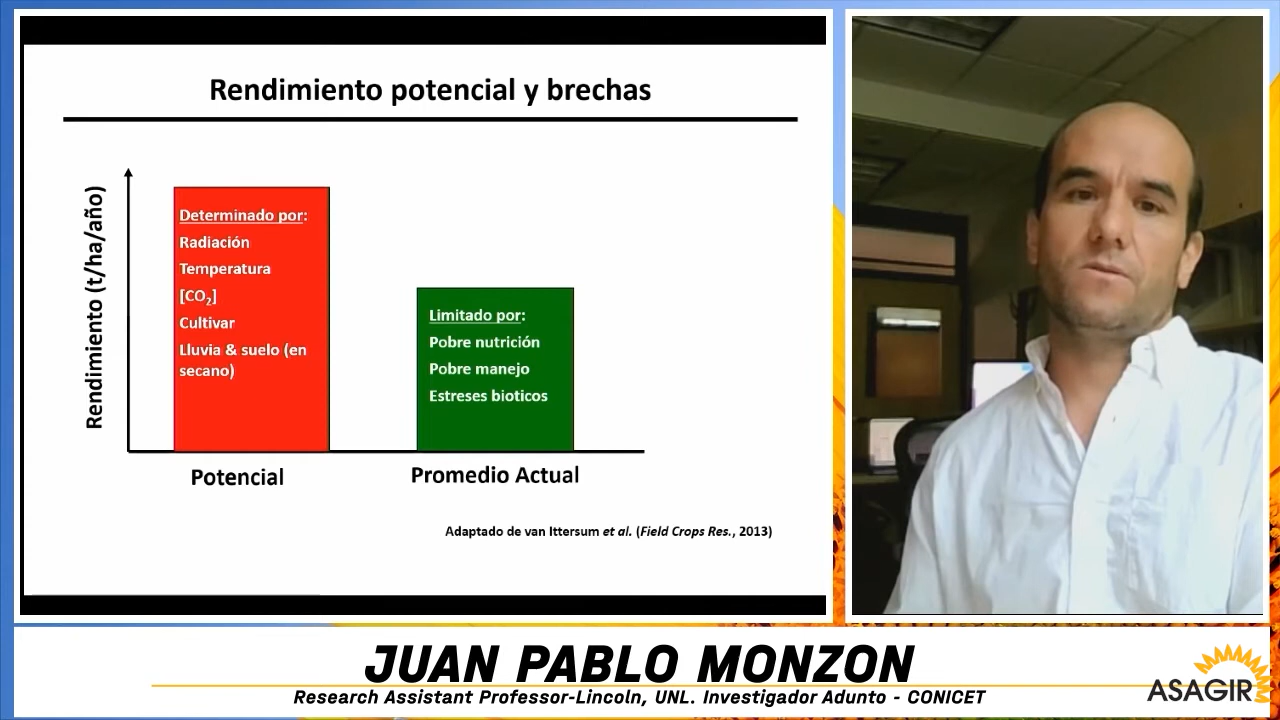 Rendimiento potencial y brechas
Rendimiento (t/ha/año)
Determinado por:
Radiación
Temperatura
[CO₂]
Cultivar
Lluvia & suelo (en
secano)
Limitado por:
Pobre nutrición
Pobre manejo
Estreses bioticos
Potencial
Promedio Actual
Adaptado de van Ittersum et al. (Field Crops Res., 2013)
JUAN PABLO MONZON
Research Assistant Professor-Lincoln, UNL. Investigador Adunto - CONICET
ASAGIR